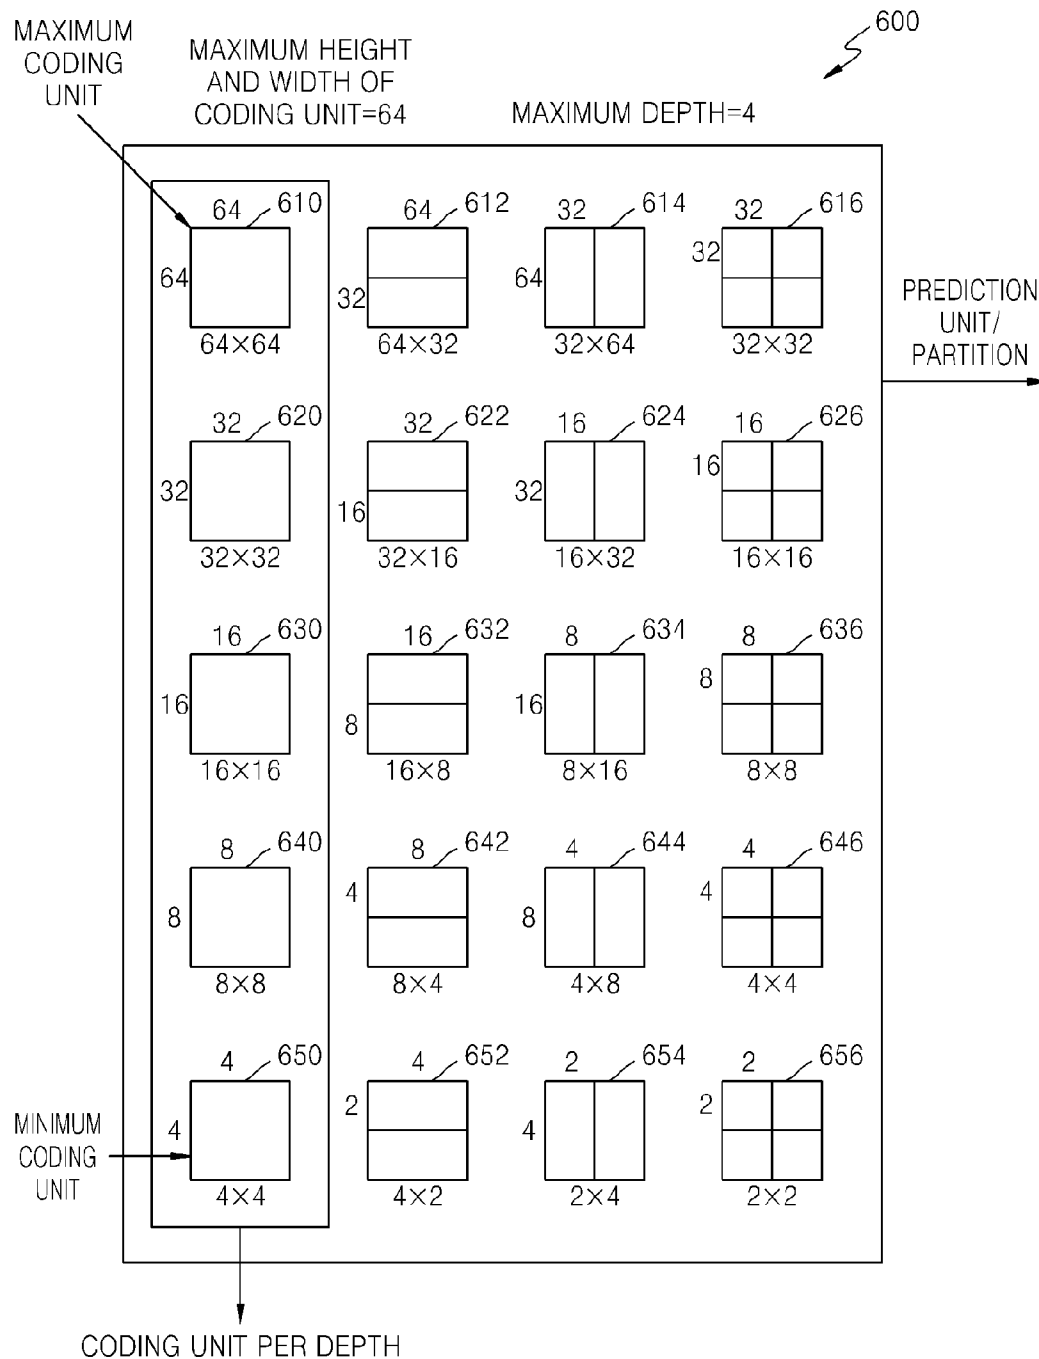 600
MAXIMUM
CODING
UNIT
MAXIMUM HEIGHT
AND WIDTH OF
CODING UNIT=64
MAXIMUM DEPTH=4
64 610 64 612 32 614 32 616
64 32 64 32
64×64 64×32 32×64 32×32
PREDICTION
UNIT/
PARTITION
32 620 32 622 16 624 16 626
32 16 32 16
32×32 32×16 16×32 16×16
16 630 16 632 8 634 8 636
16 8 16 8
16×16 16×8 8×16 8×8
8 640 8 642 4 644 4 646
8 4 8 4
8×8 8×4 4×8 4×4
4 650 4 652 2 654 2 656
4 2 4 2
4×4 4×2 2×4 2×2
MINIMUM
CODING
UNIT
CODING UNIT PER DEPTH